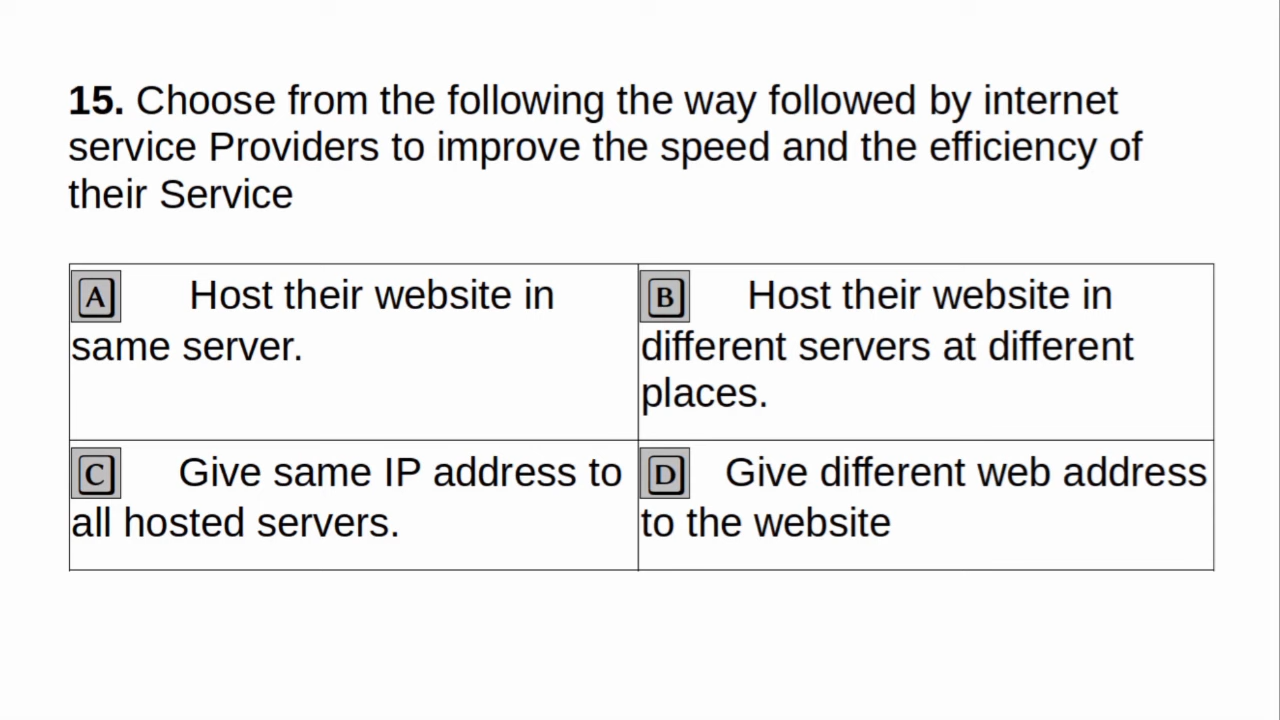 15. Choose from the following the way followed by internet
service Providers to improve the speed and the efficiency of
their Service
A Host their website in
same server.
B Host their website in
different servers at different
places.
C Give same IP address to
all hosted servers.
D Give different web address
to the website